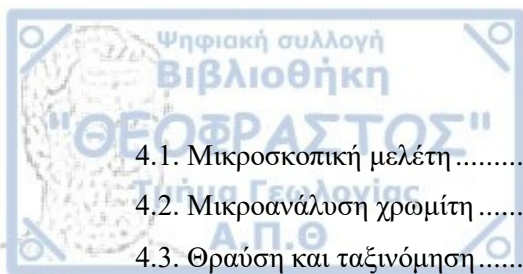 Ψηφιακή συλλογή
Βιβλιοθήκη
"ΘΕΟΦΡΑΣΤΟΣ"
4.1. Μικροσκοπική μελέτη.........
Τμήμα Γεωλογίας
4.2. Μικροανάλυση χρωμίτη......
Α.Π.Θ
4.3. Θραύση και ταξινόμηση......